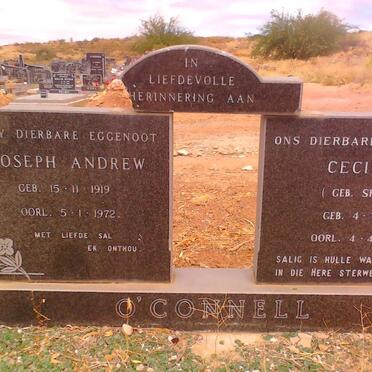 IN
LIEFDEVOLLE
HERINNERING AAN
Y DIERBARE EGGENOOT
JOSEPH ANDREW
GEB. 15-11-1919
OORL. 5-1-1972.
MET LIEFDE SAL
EK ONTHOU.
ONS DIERBAR
CECI
( GEB. S
GEB. 4-
OORL. 4-4
SALIG IS HULLE WA
IN DIE HERE STERWE
O'CONNELL